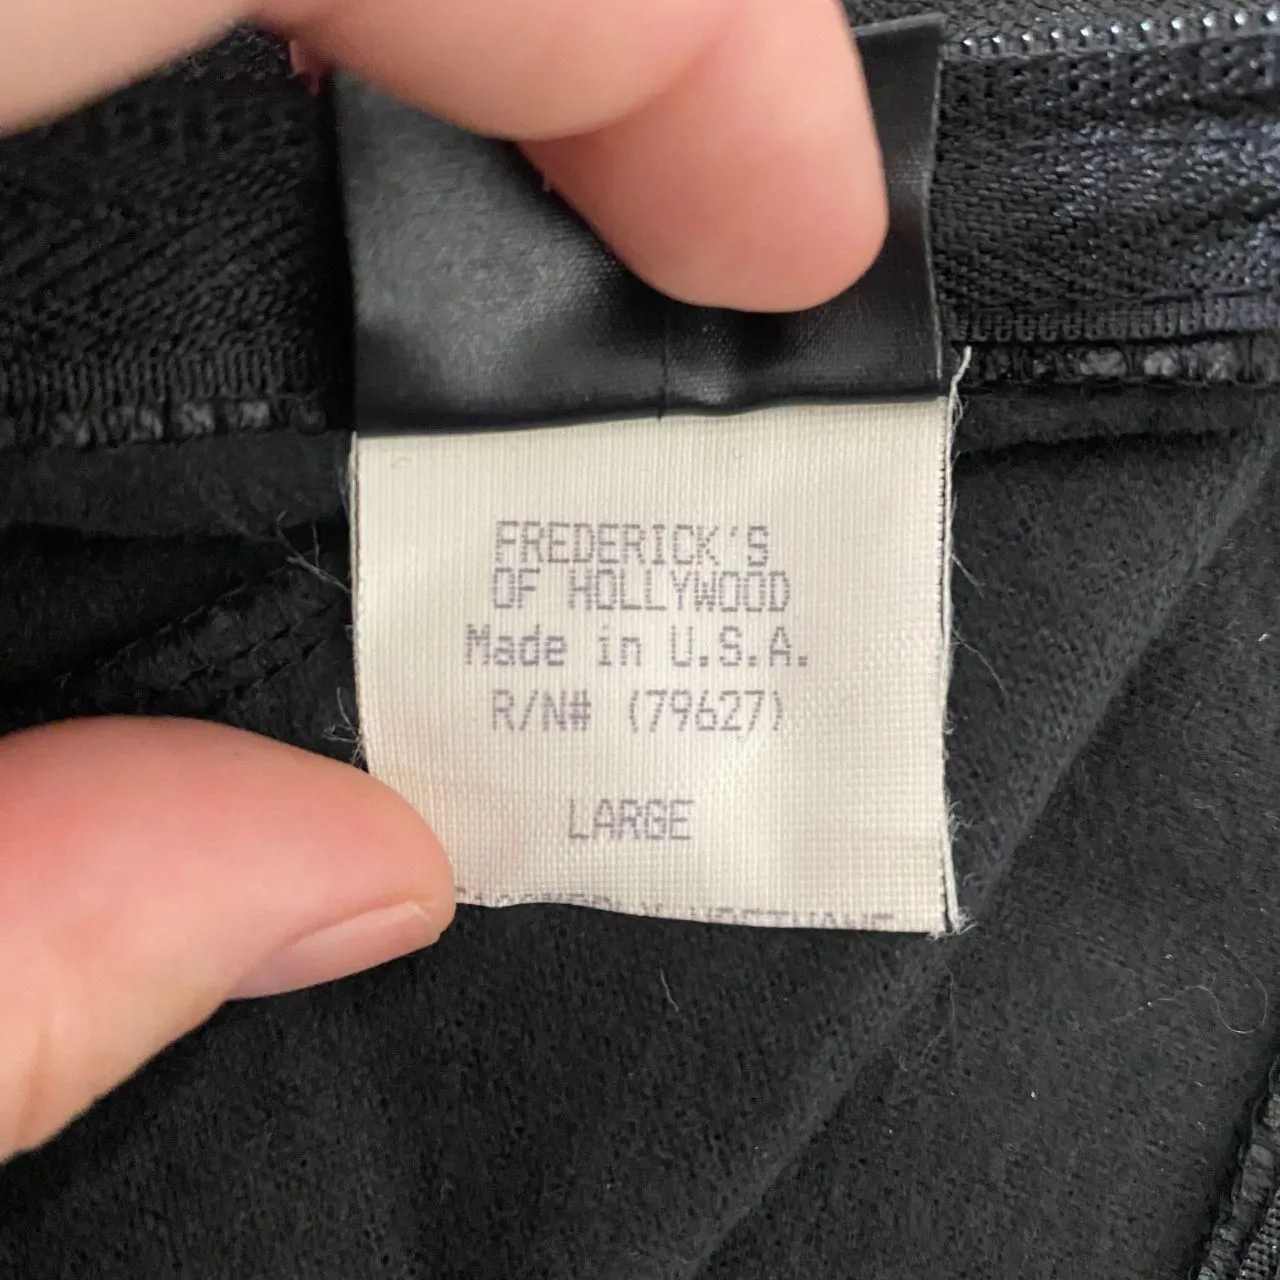 FREDERICK'S
OF HOLLYWOOD
Made in U.S.A.
R/N# (79627)
LARGE